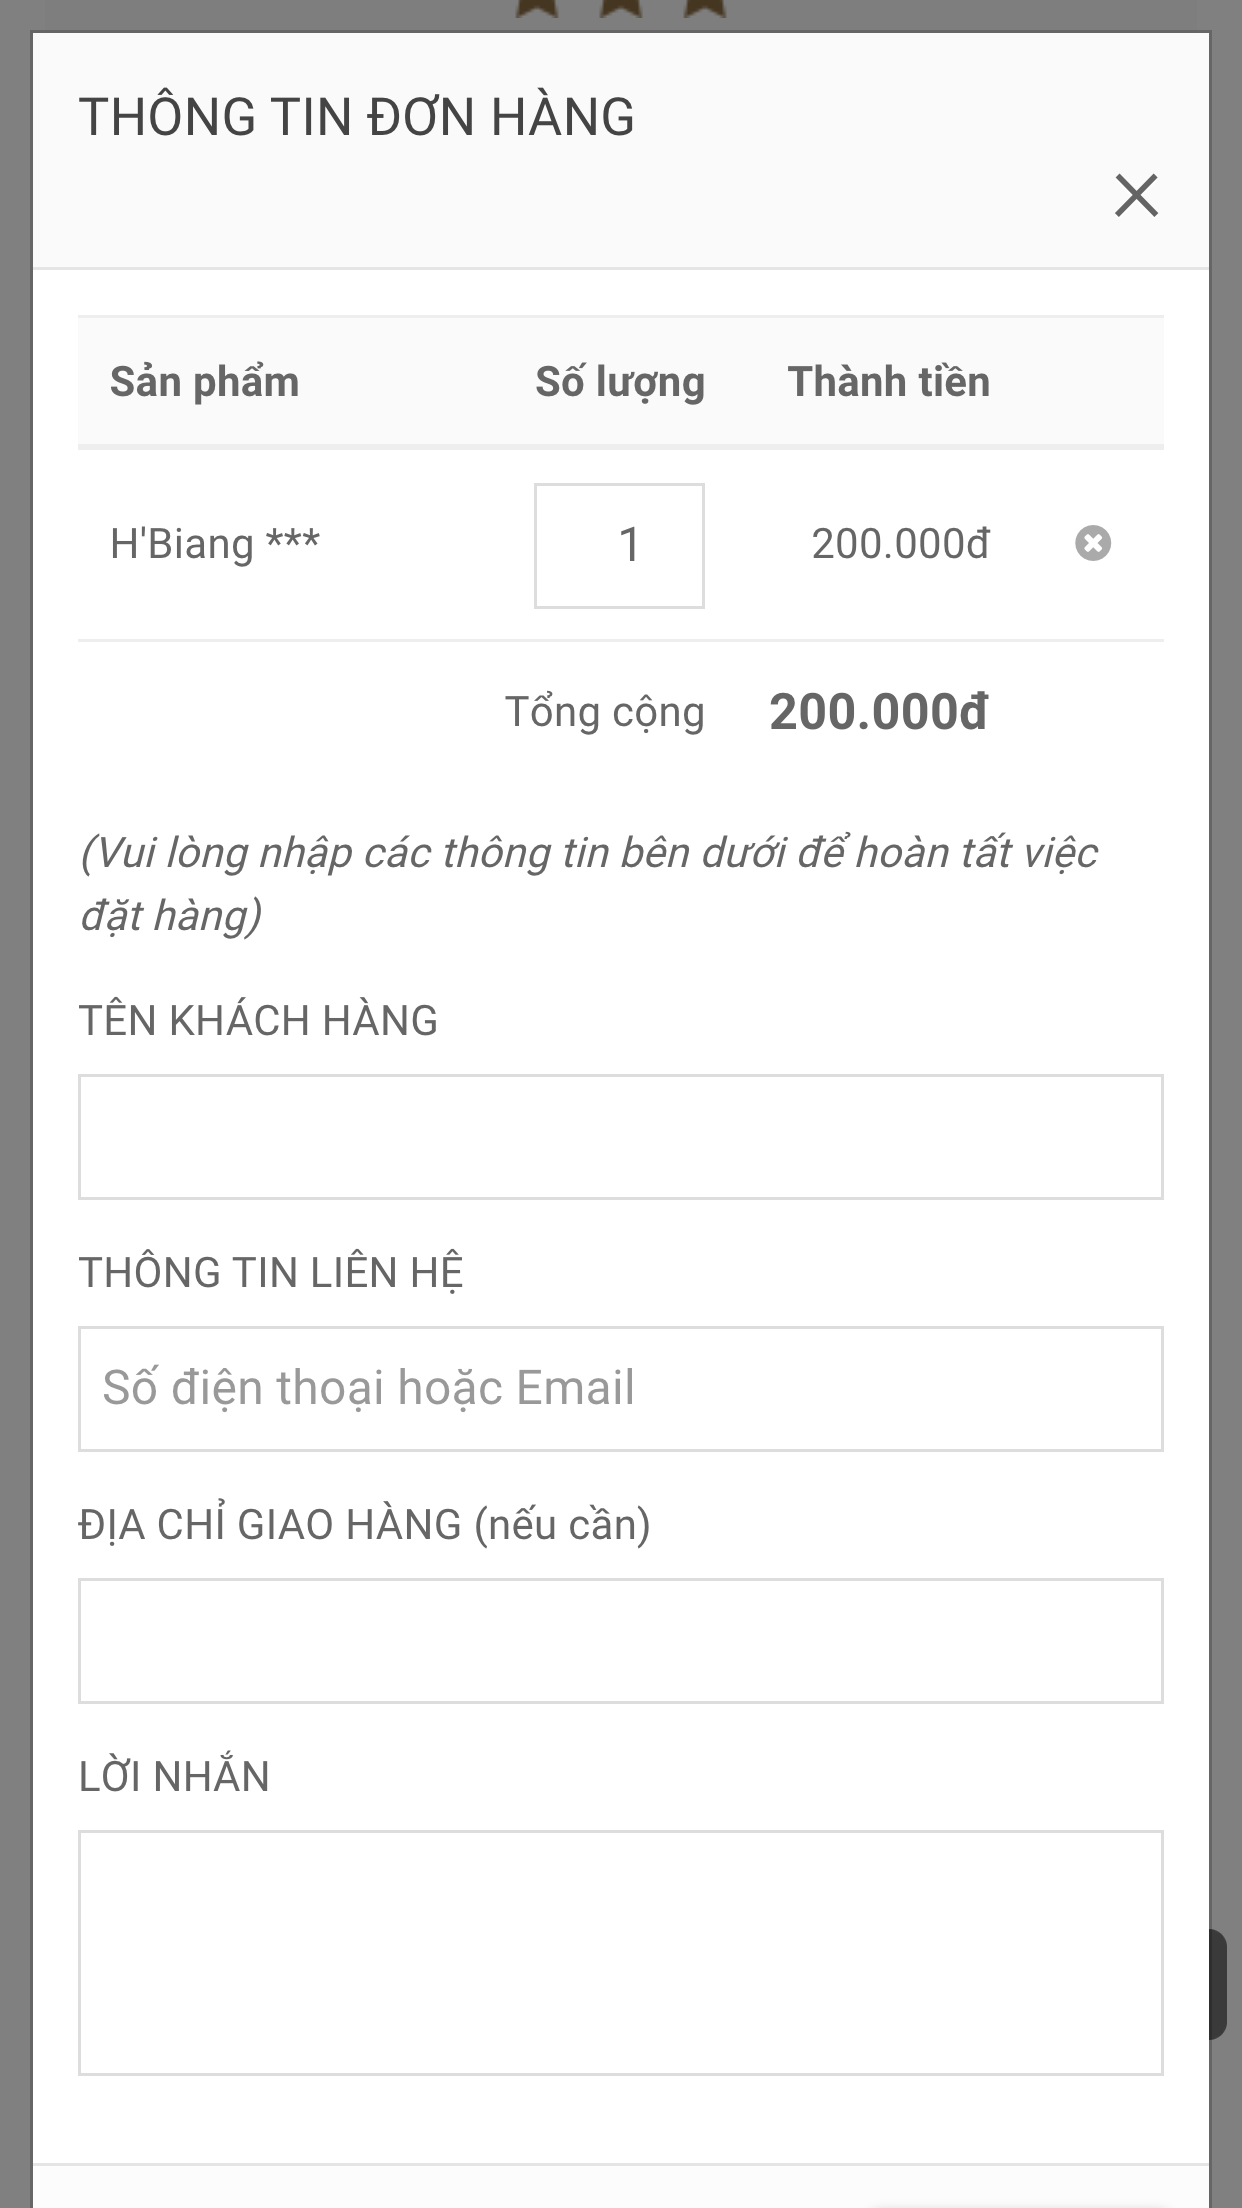 THÔNG TIN ĐƠN HÀNG
Sản phẩm Số lượng Thành tiền
H'Biang *** 1 200.000đ
Tổng cộng 200.000đ
(Vui lòng nhập các thông tin bên dưới để hoàn tất việc
đặt hàng)
TÊN KHÁCH HÀNG
THÔNG TIN LIÊN HỆ
Số điện thoại hoặc Email
ĐỊA CHỈ GIAO HÀNG (nếu cần)
LỜI NHẮN